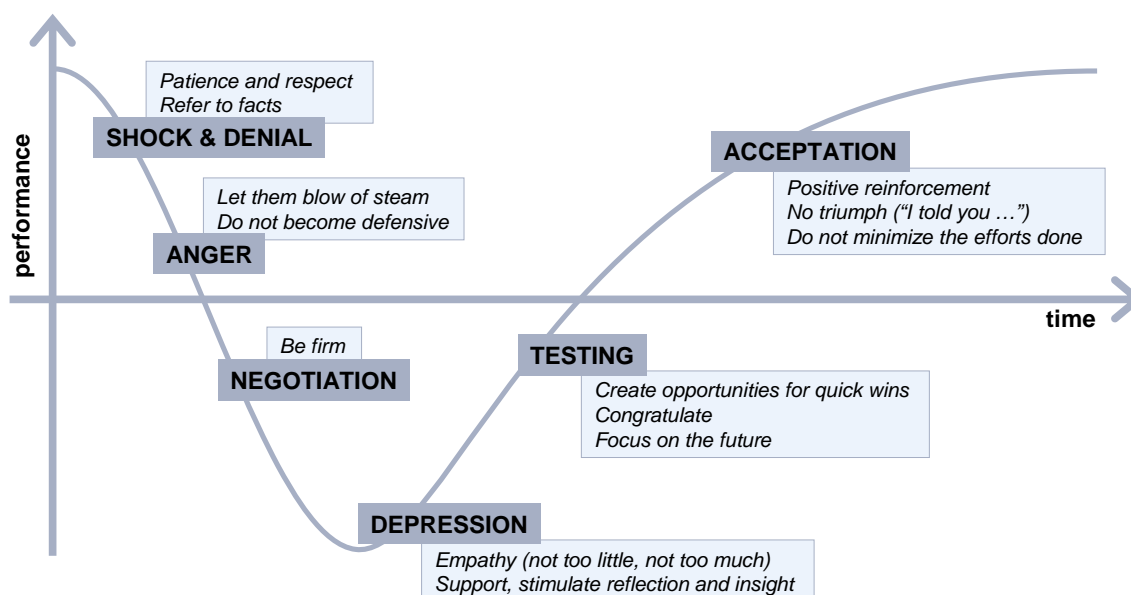 Patience and respect
Refer to facts
SHOCK & DENIAL
Let them blow of steam
Do not become defensive
ANGER
performance
time
Be firm
NEGOTIATION
DEPRESSION
Empathy (not too little, not too much)
Support, stimulate reflection and insight
TESTING
Create opportunities for quick wins
Congratulate
Focus on the future
ACCEPTATION
Positive reinforcement
No triumph (“I told you …”)
Do not minimize the efforts done